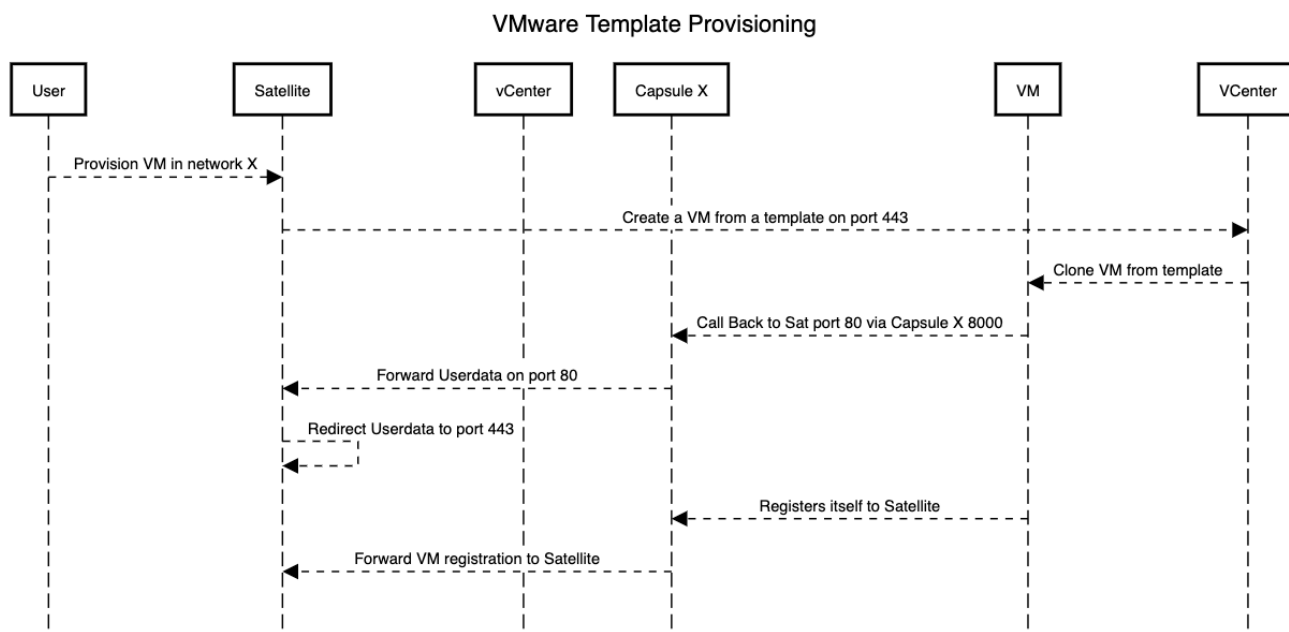 VMware Template Provisioning
User
Satellite
vCenter
Capsule X
VM
VCenter
Provision VM in network X
Create a VM from a template on port 443
Clone VM from template
Call Back to Sat port 80 via Capsule X 8000
Forward Userdata on port 80
Redirect Userdata to port 443
Registers itself to Satellite
Forward VM registration to Satellite